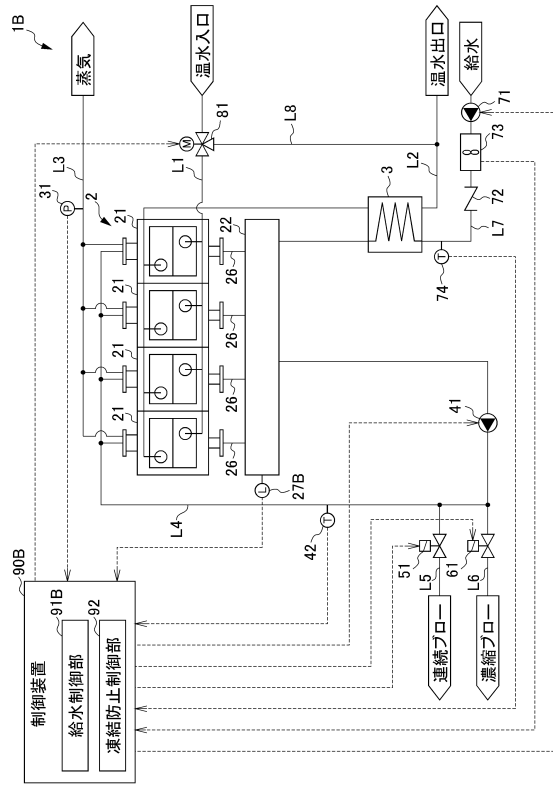 1B
蒸気
温水入口
温水出口
給水
31
P
L3
2
M
81
L1
L8
21
21
21
21
22
26
26
26
26
3
L2
71
73
72
L7
T
74
L
27B
L4
T
42
41
51
61
L5
L6
連続ブロー
濃縮ブロー
90B
制御装置
91B
給水制御部
92
凍結防止制御部